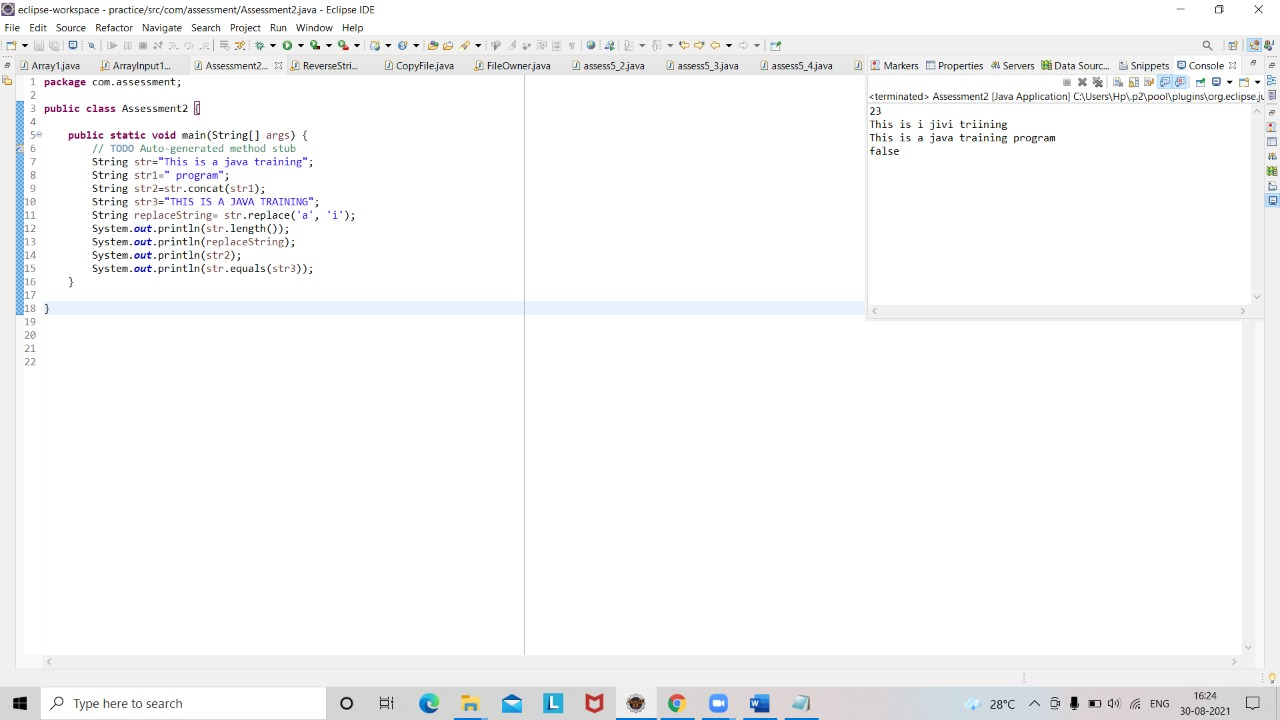 eclipse-workspace - practice/src/com/assessment/Assessment2.java - Eclipse IDE
File Edit Source Refactor Navigate Search Project Run Window Help
Array1.java ArrayInput1... Assessment2... ReverseStri... CopyFile.java FileOwner.java assess5_2.java assess5_3.java assess5_4.java Markers Properties Servers Data Sourc... Snippets Console
<terminated> Assessment2 [Java Application] C:\Users\Hp\.p2\pool\plugins\org.eclipse.ju
1 package com.assessment;
2
3 public class Assessment2 {
4
5     public static void main(String[] args) {
6         // TODO Auto-generated method stub
7         String str="This is a java training";
8         String str1=" program";
9         String str2=str.concat(str1);
10         String str3="THIS IS A JAVA TRAINING";
11         String replaceString= str.replace('a', 'i');
12         System.out.println(str.length());
13         System.out.println(replaceString);
14         System.out.println(str2);
15         System.out.println(str.equals(str3));
16     }
17
18 }
19
20
21
22
23
This is i jivi triining
This is a java training program
false
Type here to search
28°C ENG 16:24
30-08-2021